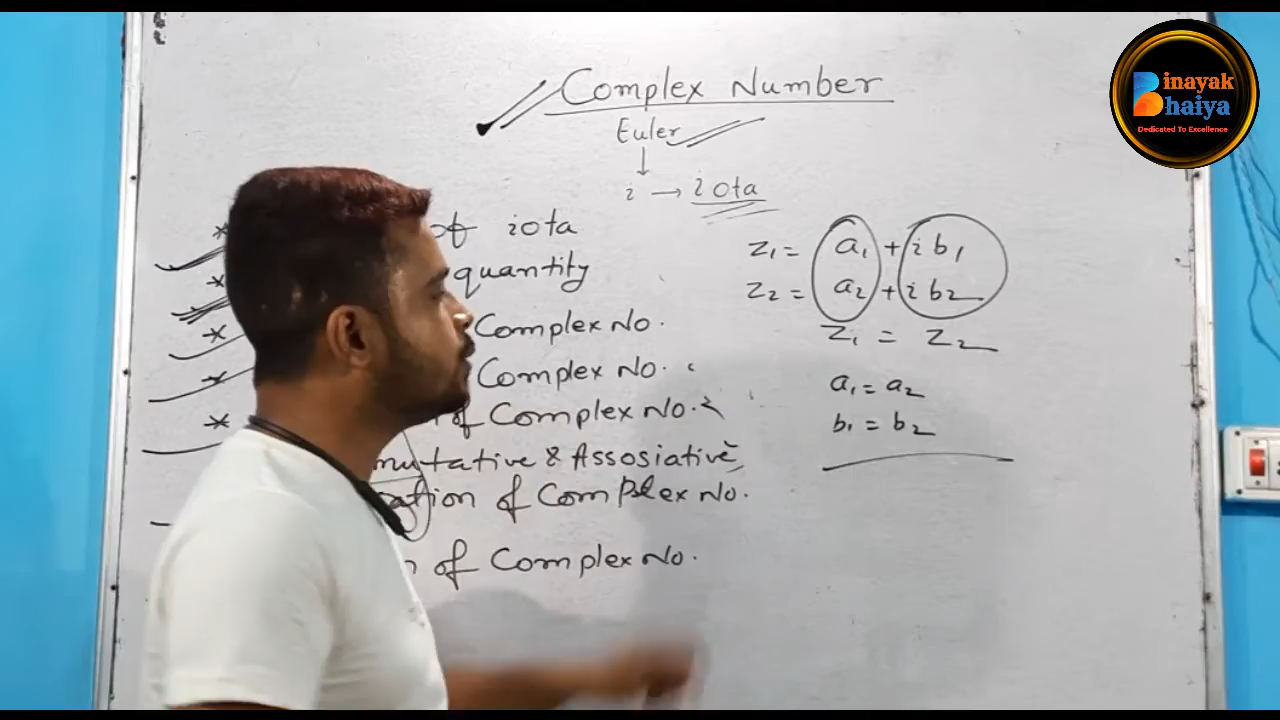 Complex Number
Euler
↓
i → iota
* of iota
* quantity
* Complex No.
* Complex No.
* of Complex No.
mutative & Assosiative
ation of Complex No.
n of Complex No.
z₁ = a₁ + i b₁
z₂ = a₂ + i b₂
z₁ = z₂
a₁ = a₂
b₁ = b₂
Binayak
Bhaiya
Dedicated To Excellence